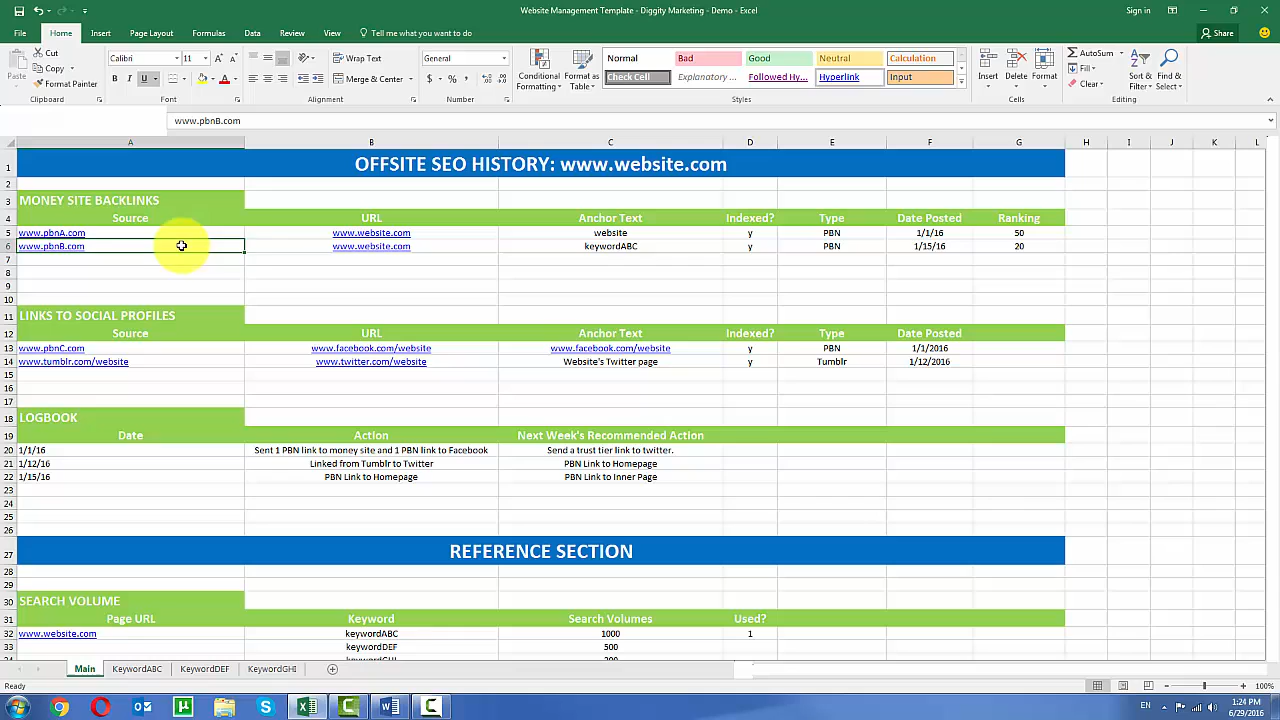 Website Management Template - Diggity Marketing - Demo - Excel
Sign in
File Home Insert Page Layout Formulas Data Review View Tell me what you want to do Share
Paste Cut Copy Format Painter Clipboard
Calibri 11 B I U A Font
Wrap Text Merge & Center Alignment
General $ % , Number
Conditional Formatting Format as Table
Normal Bad Good Neutral Calculation
Check Cell Explanatory ... Followed Hy... Hyperlink Input
Styles
Insert Delete Format Cells
AutoSum Fill Clear Sort & Filter Find & Select Editing
www.pbnB.com
A B C D E F G H I J K L
1 OFFSITE SEO HISTORY: www.website.com
2
3 MONEY SITE BACKLINKS
4 Source URL Anchor Text Indexed? Type Date Posted Ranking
5 www.pbnA.com www.website.com website y PBN 1/1/16 50
6 www.pbnB.com www.website.com keywordABC y PBN 1/15/16 20
7
8
9
10
11 LINKS TO SOCIAL PROFILES
12 Source URL Anchor Text Indexed? Type Date Posted
13 www.pbnC.com www.facebook.com/website www.facebook.com/website y PBN 1/1/2016
14 www.tumblr.com/website www.twitter.com/website Website's Twitter page y Tumblr 1/12/2016
15
16
17
18 LOGBOOK
19 Date Action Next Week's Recommended Action
20 1/1/16 Sent 1 PBN link to money site and 1 PBN link to Facebook Send a trust tier link to twitter.
21 1/12/16 Linked from Tumblr to Twitter PBN Link to Homepage
22 1/15/16 PBN Link to Homepage PBN Link to Inner Page
23
24
25
26
27 REFERENCE SECTION
28
29
30 SEARCH VOLUME
31 Page URL Keyword Search Volumes Used?
32 www.website.com keywordABC 1000 1
33 keywordDEF 500
Main KeywordABC KeywordDEF KeywordGHI
Ready 100%
EN 1:24 PM
6/29/2016